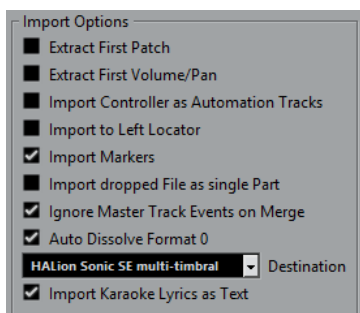 Import Options
Extract First Patch
Extract First Volume/Pan
Import Controller as Automation Tracks
Import to Left Locator
Import Markers
Import dropped File as single Part
Ignore Master Track Events on Merge
Auto Dissolve Format 0
HALion Sonic SE multi-timbral Destination
Import Karaoke Lyrics as Text